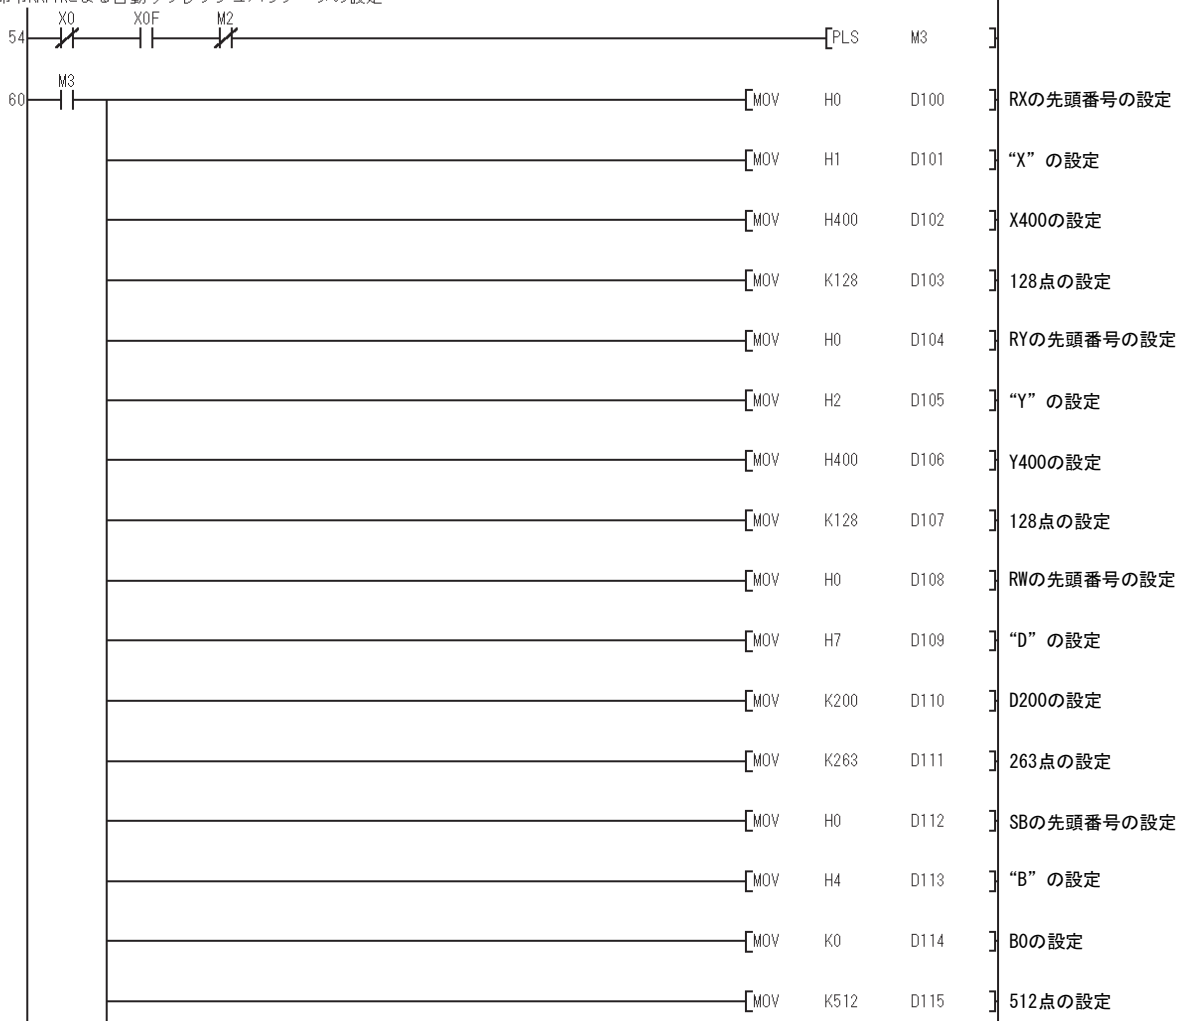 X0 X0F M2
54 [PLS M3 ]
M3
60 [MOV H0 D100 ] RXの先頭番号の設定
[MOV H1 D101 ] “X”の設定
[MOV H400 D102 ] X400の設定
[MOV K128 D103 ] 128点の設定
[MOV H0 D104 ] RYの先頭番号の設定
[MOV H2 D105 ] “Y”の設定
[MOV H400 D106 ] Y400の設定
[MOV K128 D107 ] 128点の設定
[MOV H0 D108 ] RWの先頭番号の設定
[MOV H7 D109 ] “D”の設定
[MOV K200 D110 ] D200の設定
[MOV K263 D111 ] 263点の設定
[MOV H0 D112 ] SBの先頭番号の設定
[MOV H4 D113 ] “B”の設定
[MOV K0 D114 ] B0の設定
[MOV K512 D115 ] 512点の設定